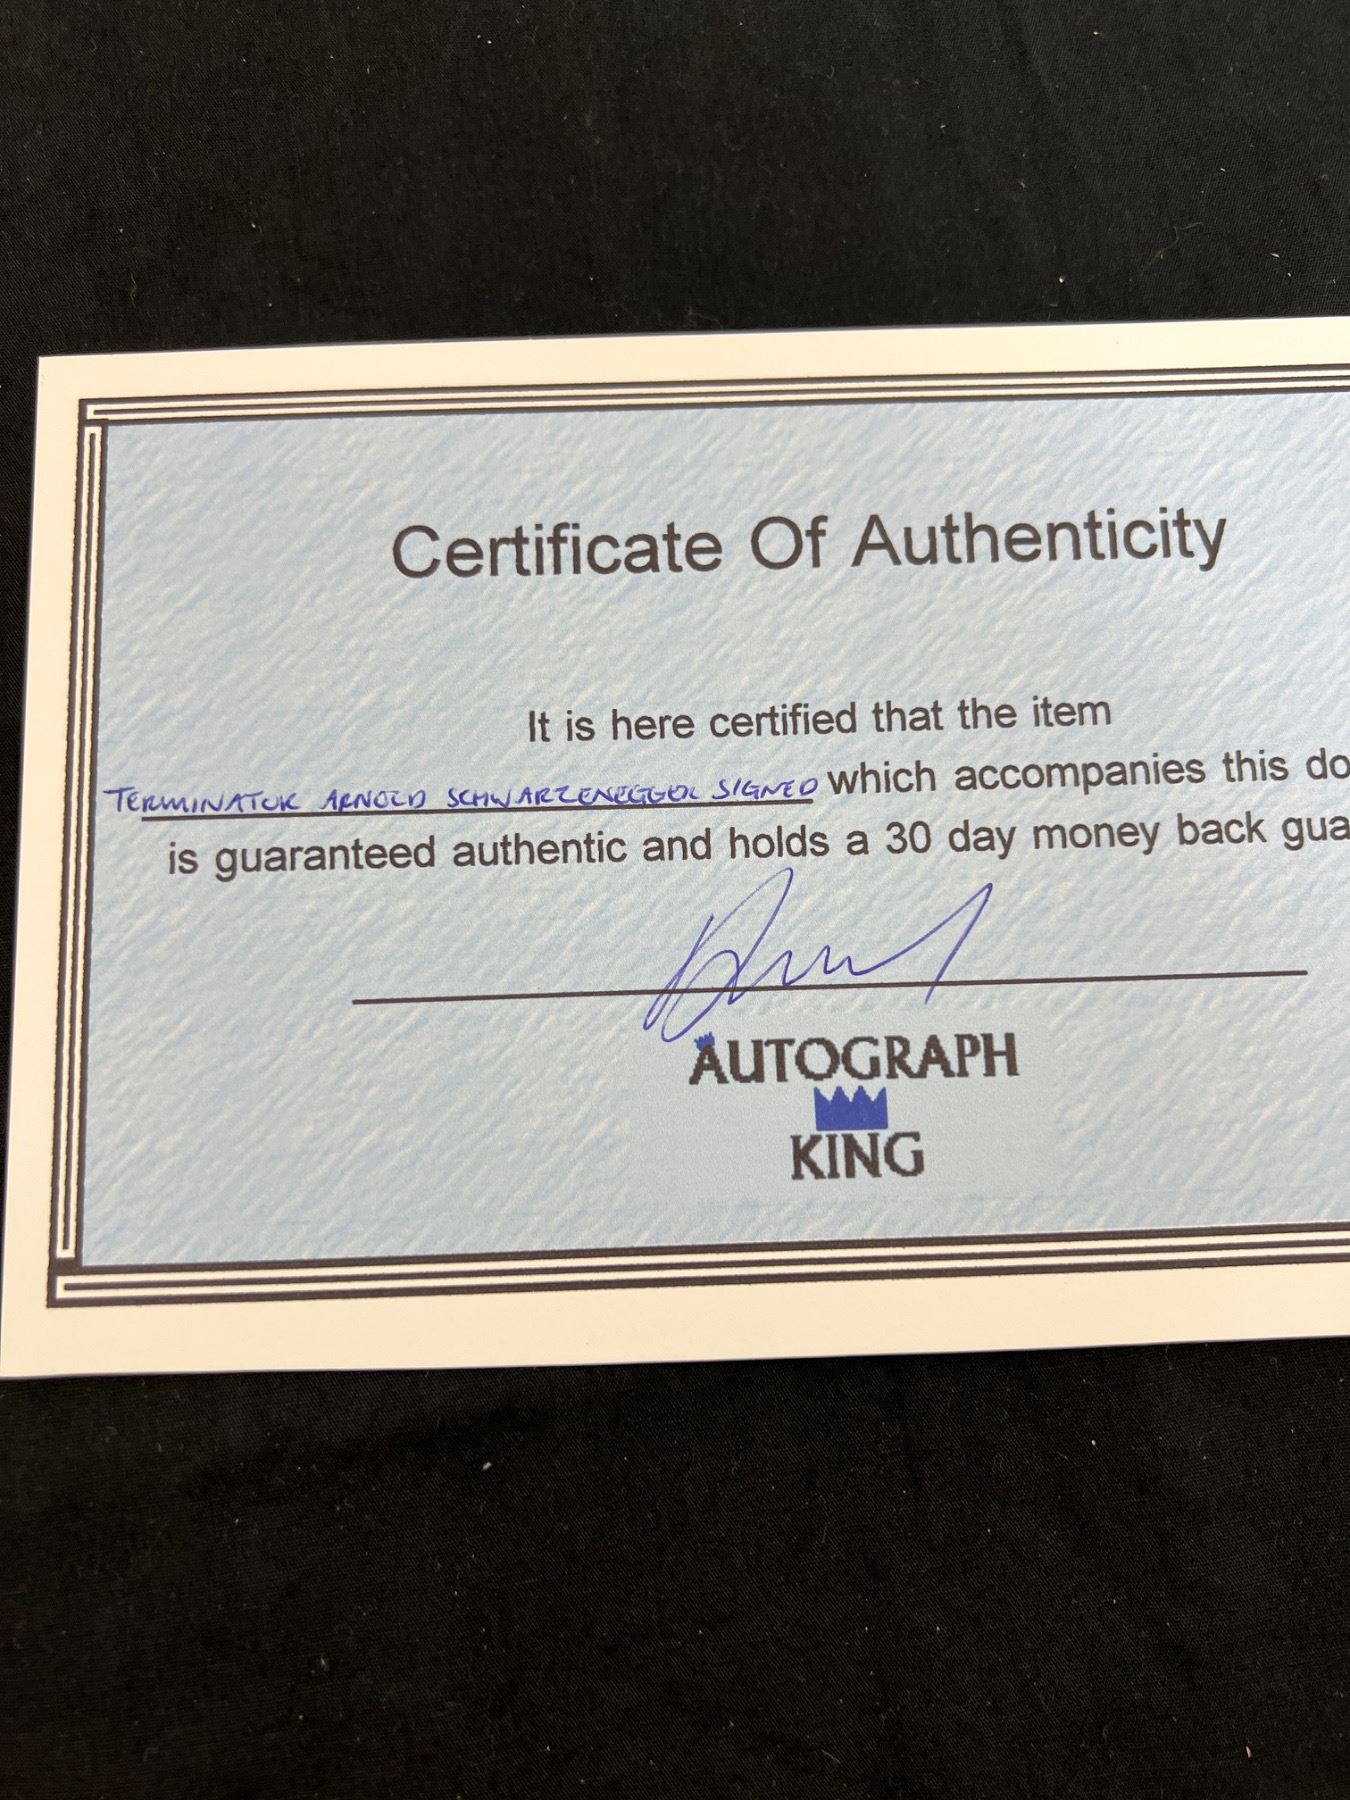 Certificate Of Authenticity
It is here certified that the item
TERMINATOR ARNOLD SCHWARZENEGGER SIGNED which accompanies this do
is guaranteed authentic and holds a 30 day money back gua
AUTOGRAPH
KING